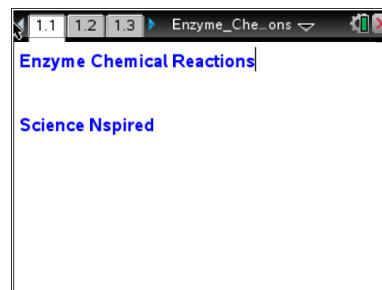 1.1 1.2 1.3 Enzyme_Che...ons
Enzyme Chemical Reactions
Science Nspired